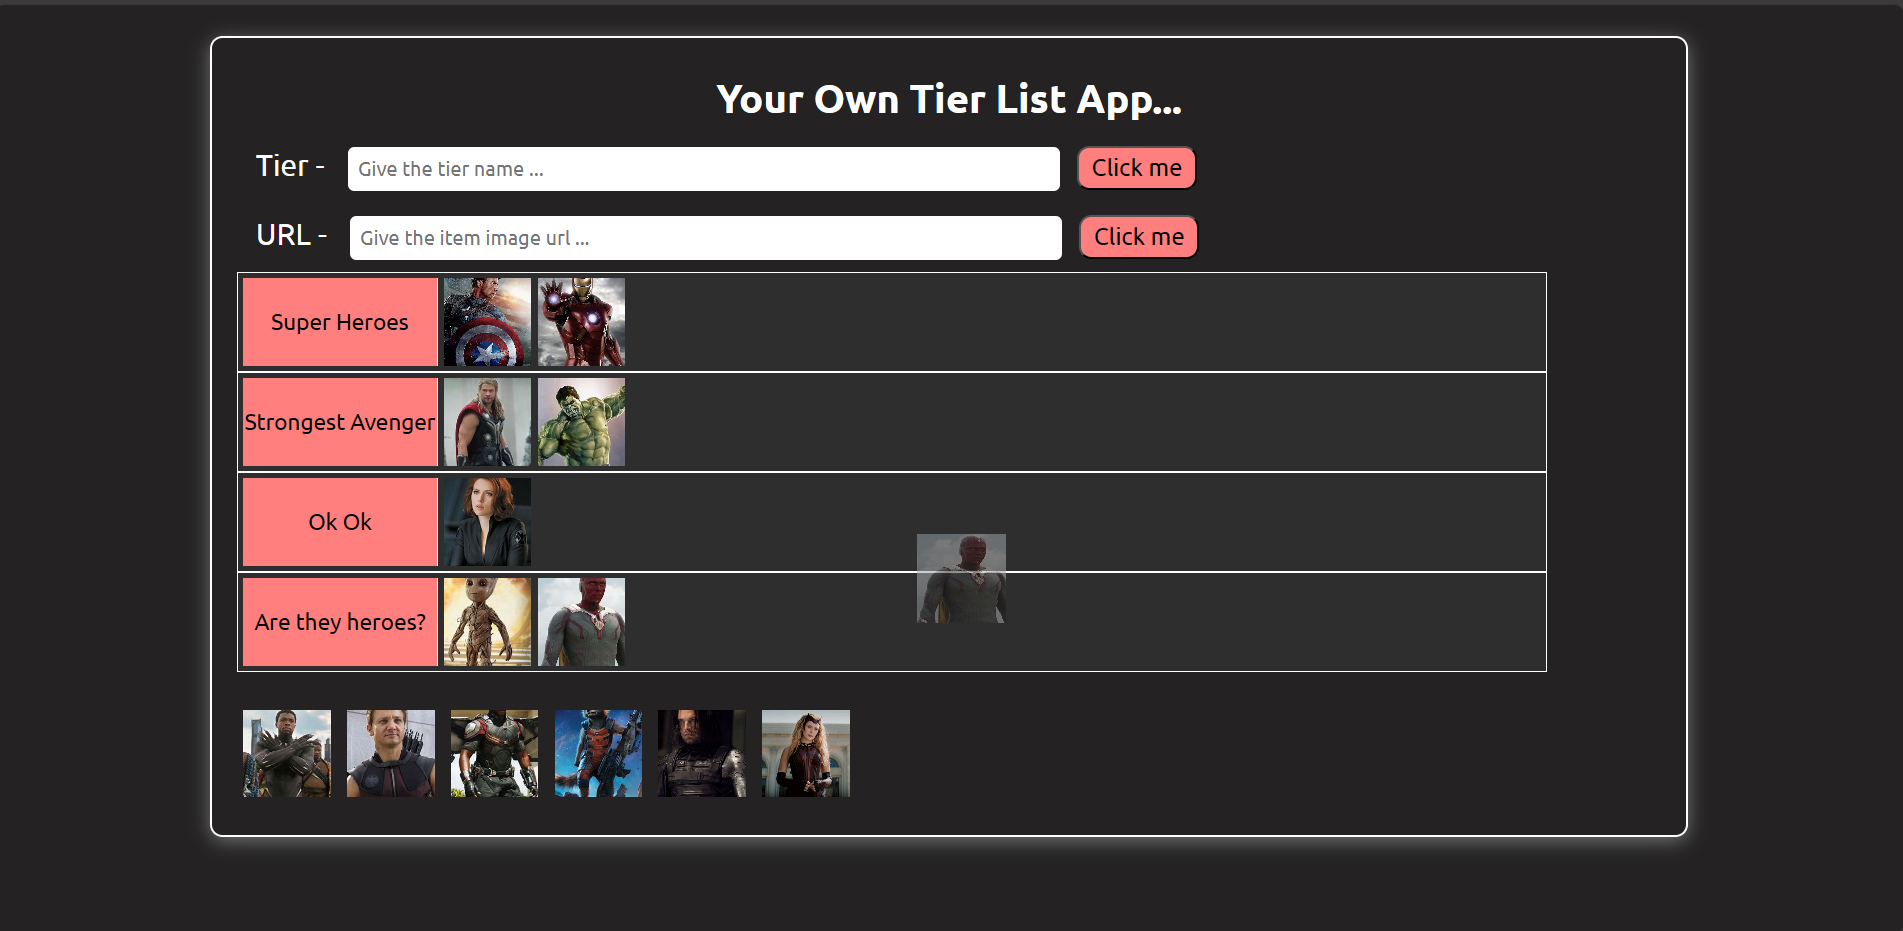 Your Own Tier List App...
Tier - Give the tier name ... Click me
URL - Give the item image url ... Click me
Super Heroes
Strongest Avenger
Ok Ok
Are they heroes?